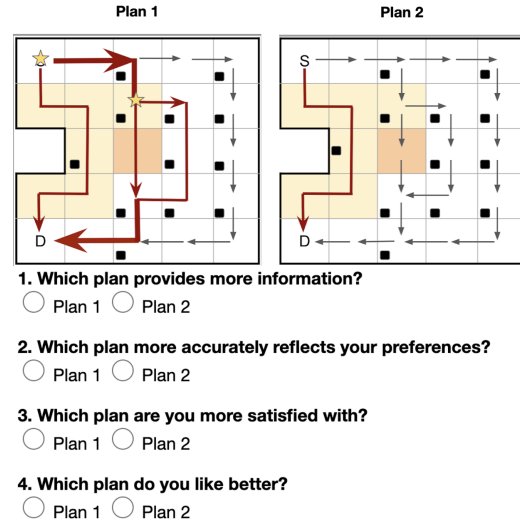 Plan 1 Plan 2
S
D D
1. Which plan provides more information?
Plan 1 Plan 2
2. Which plan more accurately reflects your preferences?
Plan 1 Plan 2
3. Which plan are you more satisfied with?
Plan 1 Plan 2
4. Which plan do you like better?
Plan 1 Plan 2